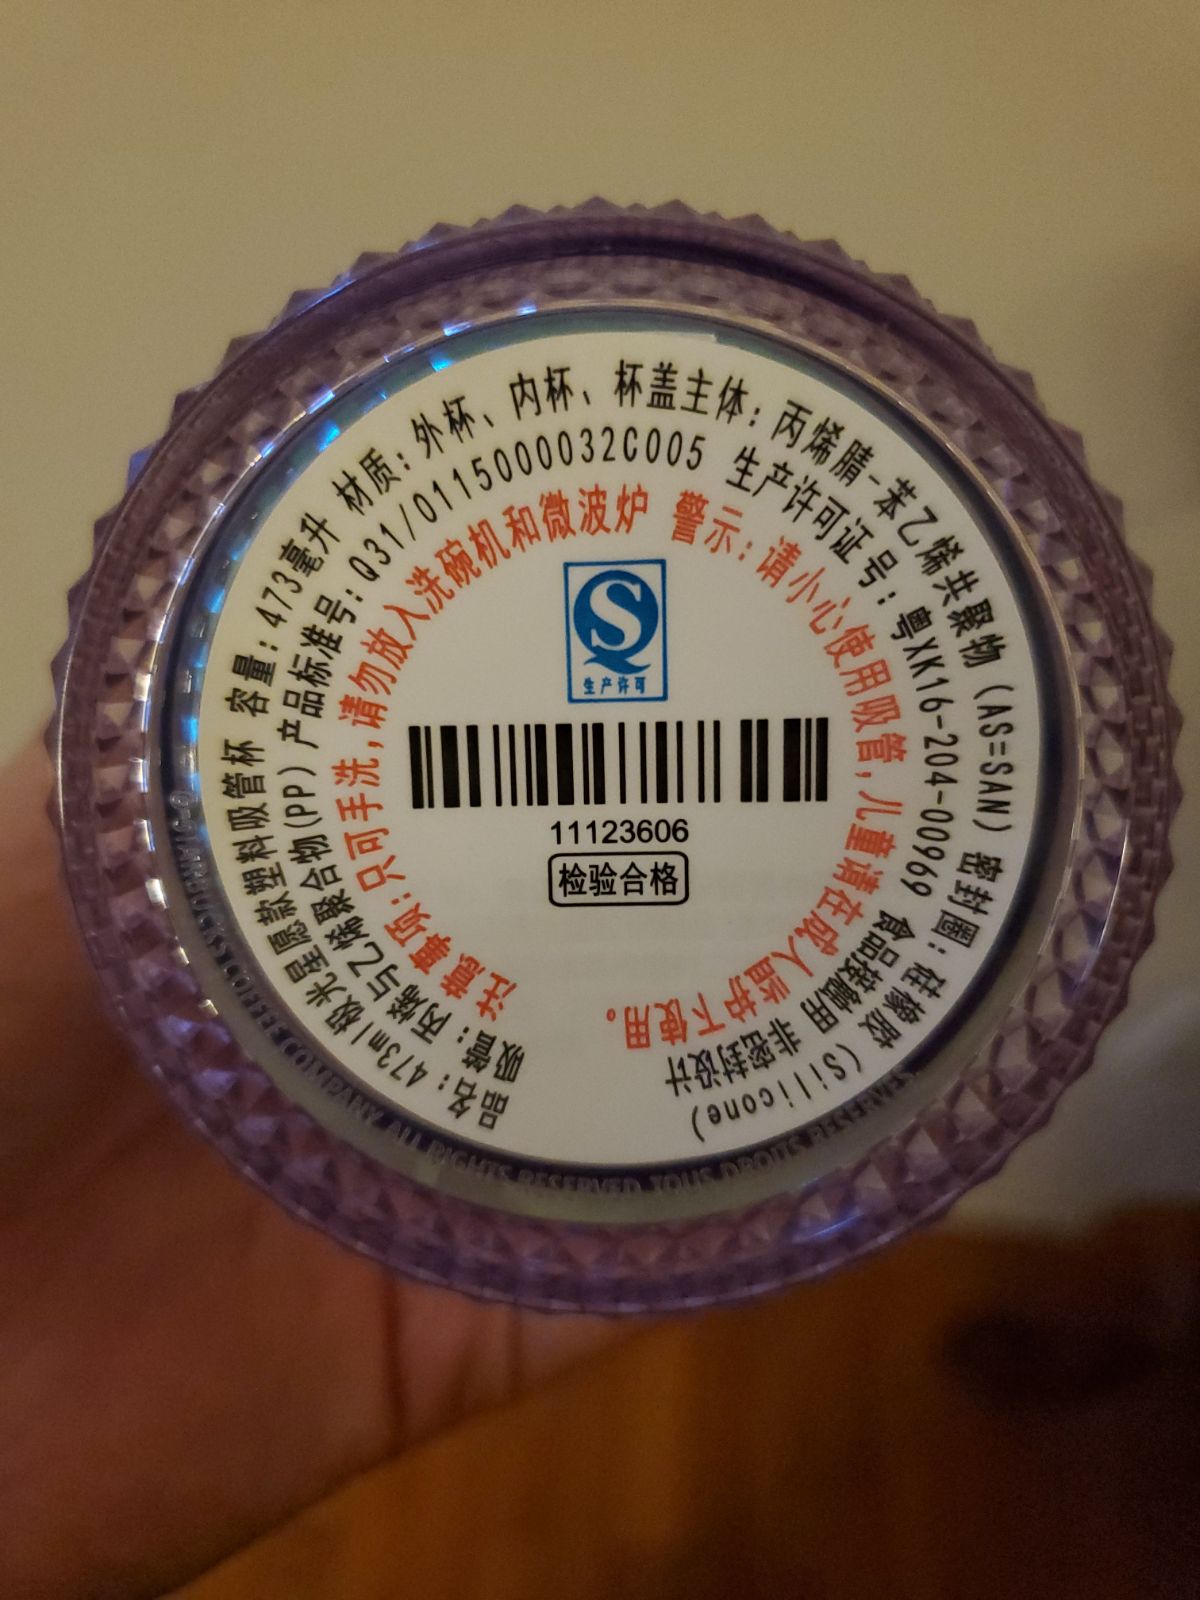 品名：473ml 极光星愿款塑料吸管杯 容量：473毫升 材质：外杯、内杯、杯盖主体：丙烯腈-苯乙烯共聚物（AS=SAN）密封圈：硅橡胶（Silicone）
吸管：丙烯与乙烯聚合物(PP) 产品标准号：Q31/0115000032C005 生产许可证号：粤XK16-204-00969 食品接触用 非密封设计
注意事项：只可手洗，请勿放入洗碗机和微波炉 警示：请小心使用吸管，儿童请在成人监护下使用。
QS
生产许可
11123606
检验合格
© STARBUCKS COFFEE COMPANY. ALL RIGHTS RESERVED. TOUS DROITS RÉSERVÉS.